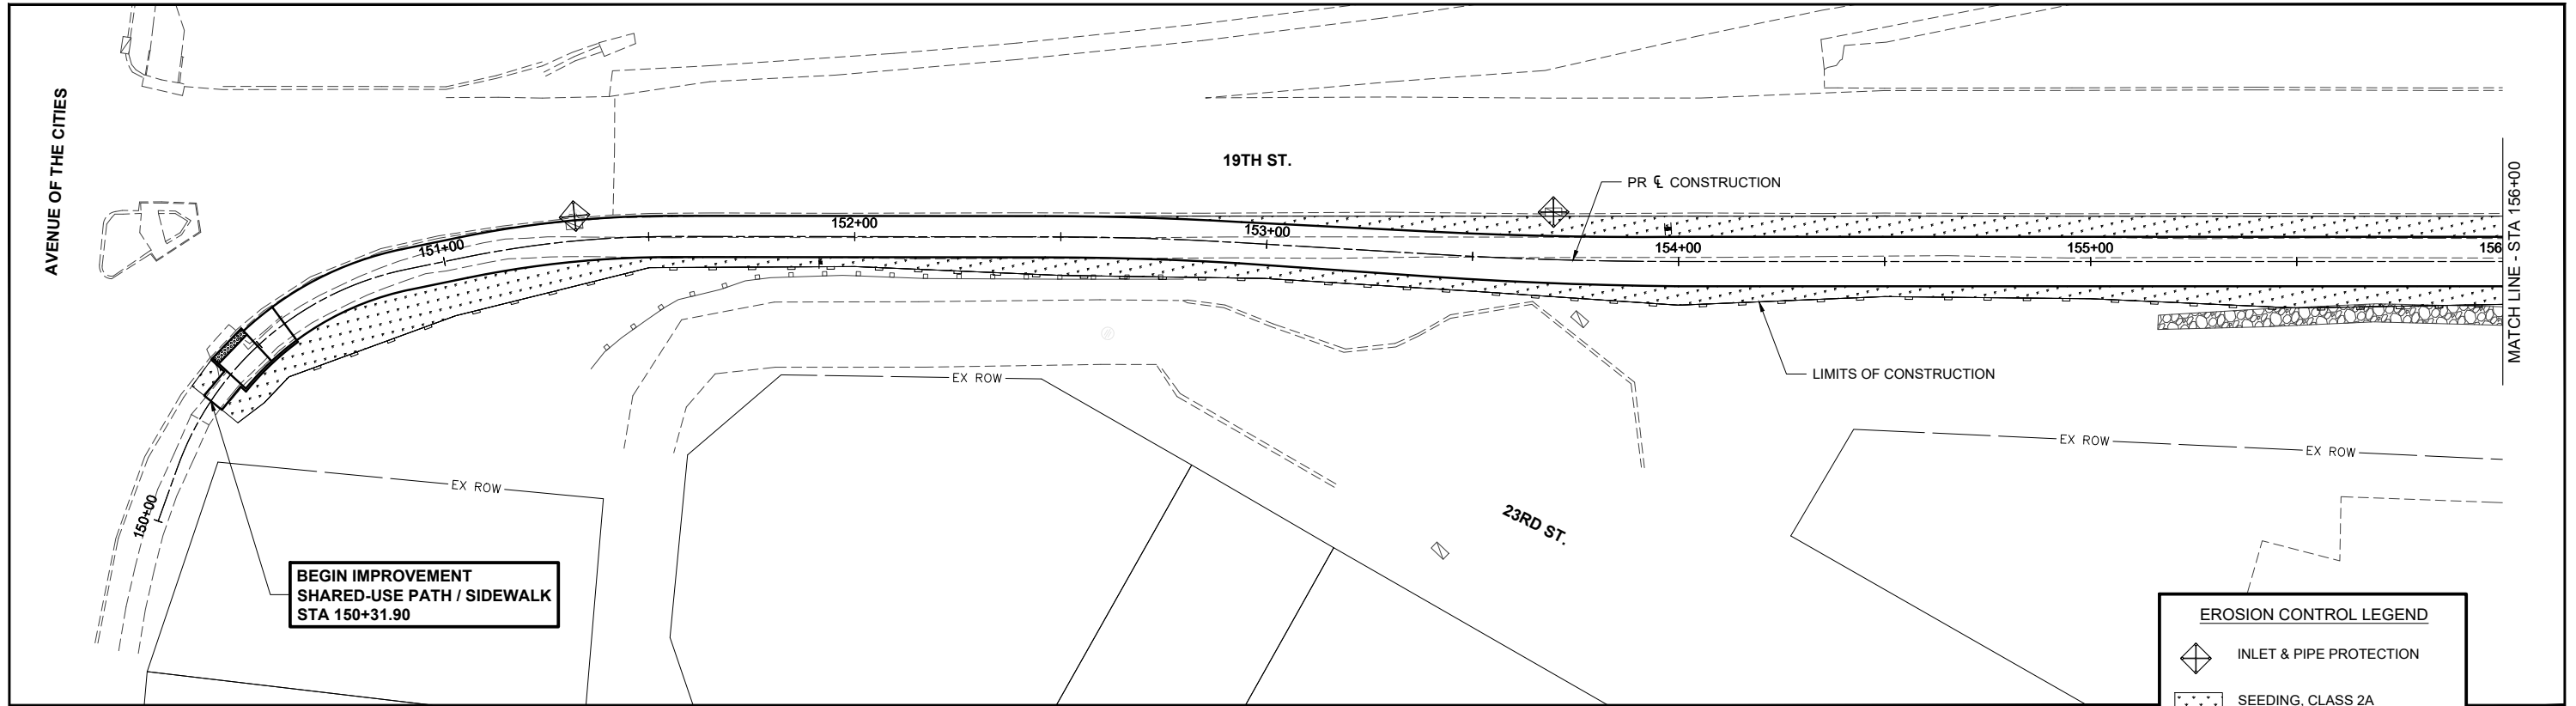 AVENUE OF THE CITIES
19TH ST.
PR ℄ CONSTRUCTION
150+00
151+00
152+00
153+00
154+00
155+00
156
MATCH LINE - STA 156+00
LIMITS OF CONSTRUCTION
EX ROW
EX ROW
EX ROW
EX ROW
23RD ST.
BEGIN IMPROVEMENT
SHARED-USE PATH / SIDEWALK
STA 150+31.90
EROSION CONTROL LEGEND
INLET & PIPE PROTECTION
SEEDING, CLASS 2A